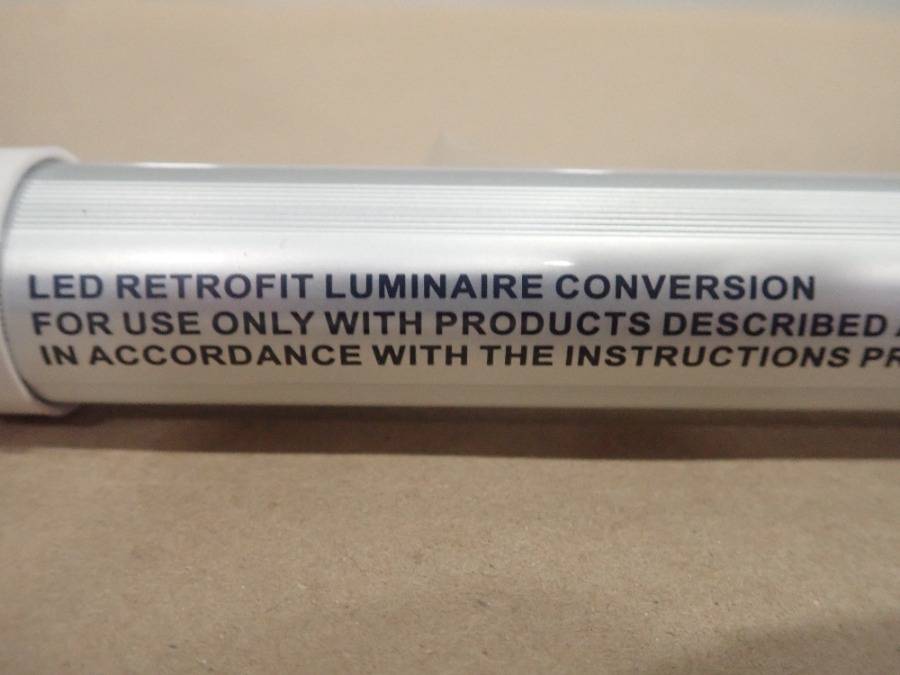 LED RETROFIT LUMINAIRE CONVERSION
FOR USE ONLY WITH PRODUCTS DESCRIBED
IN ACCORDANCE WITH THE INSTRUCTIONS